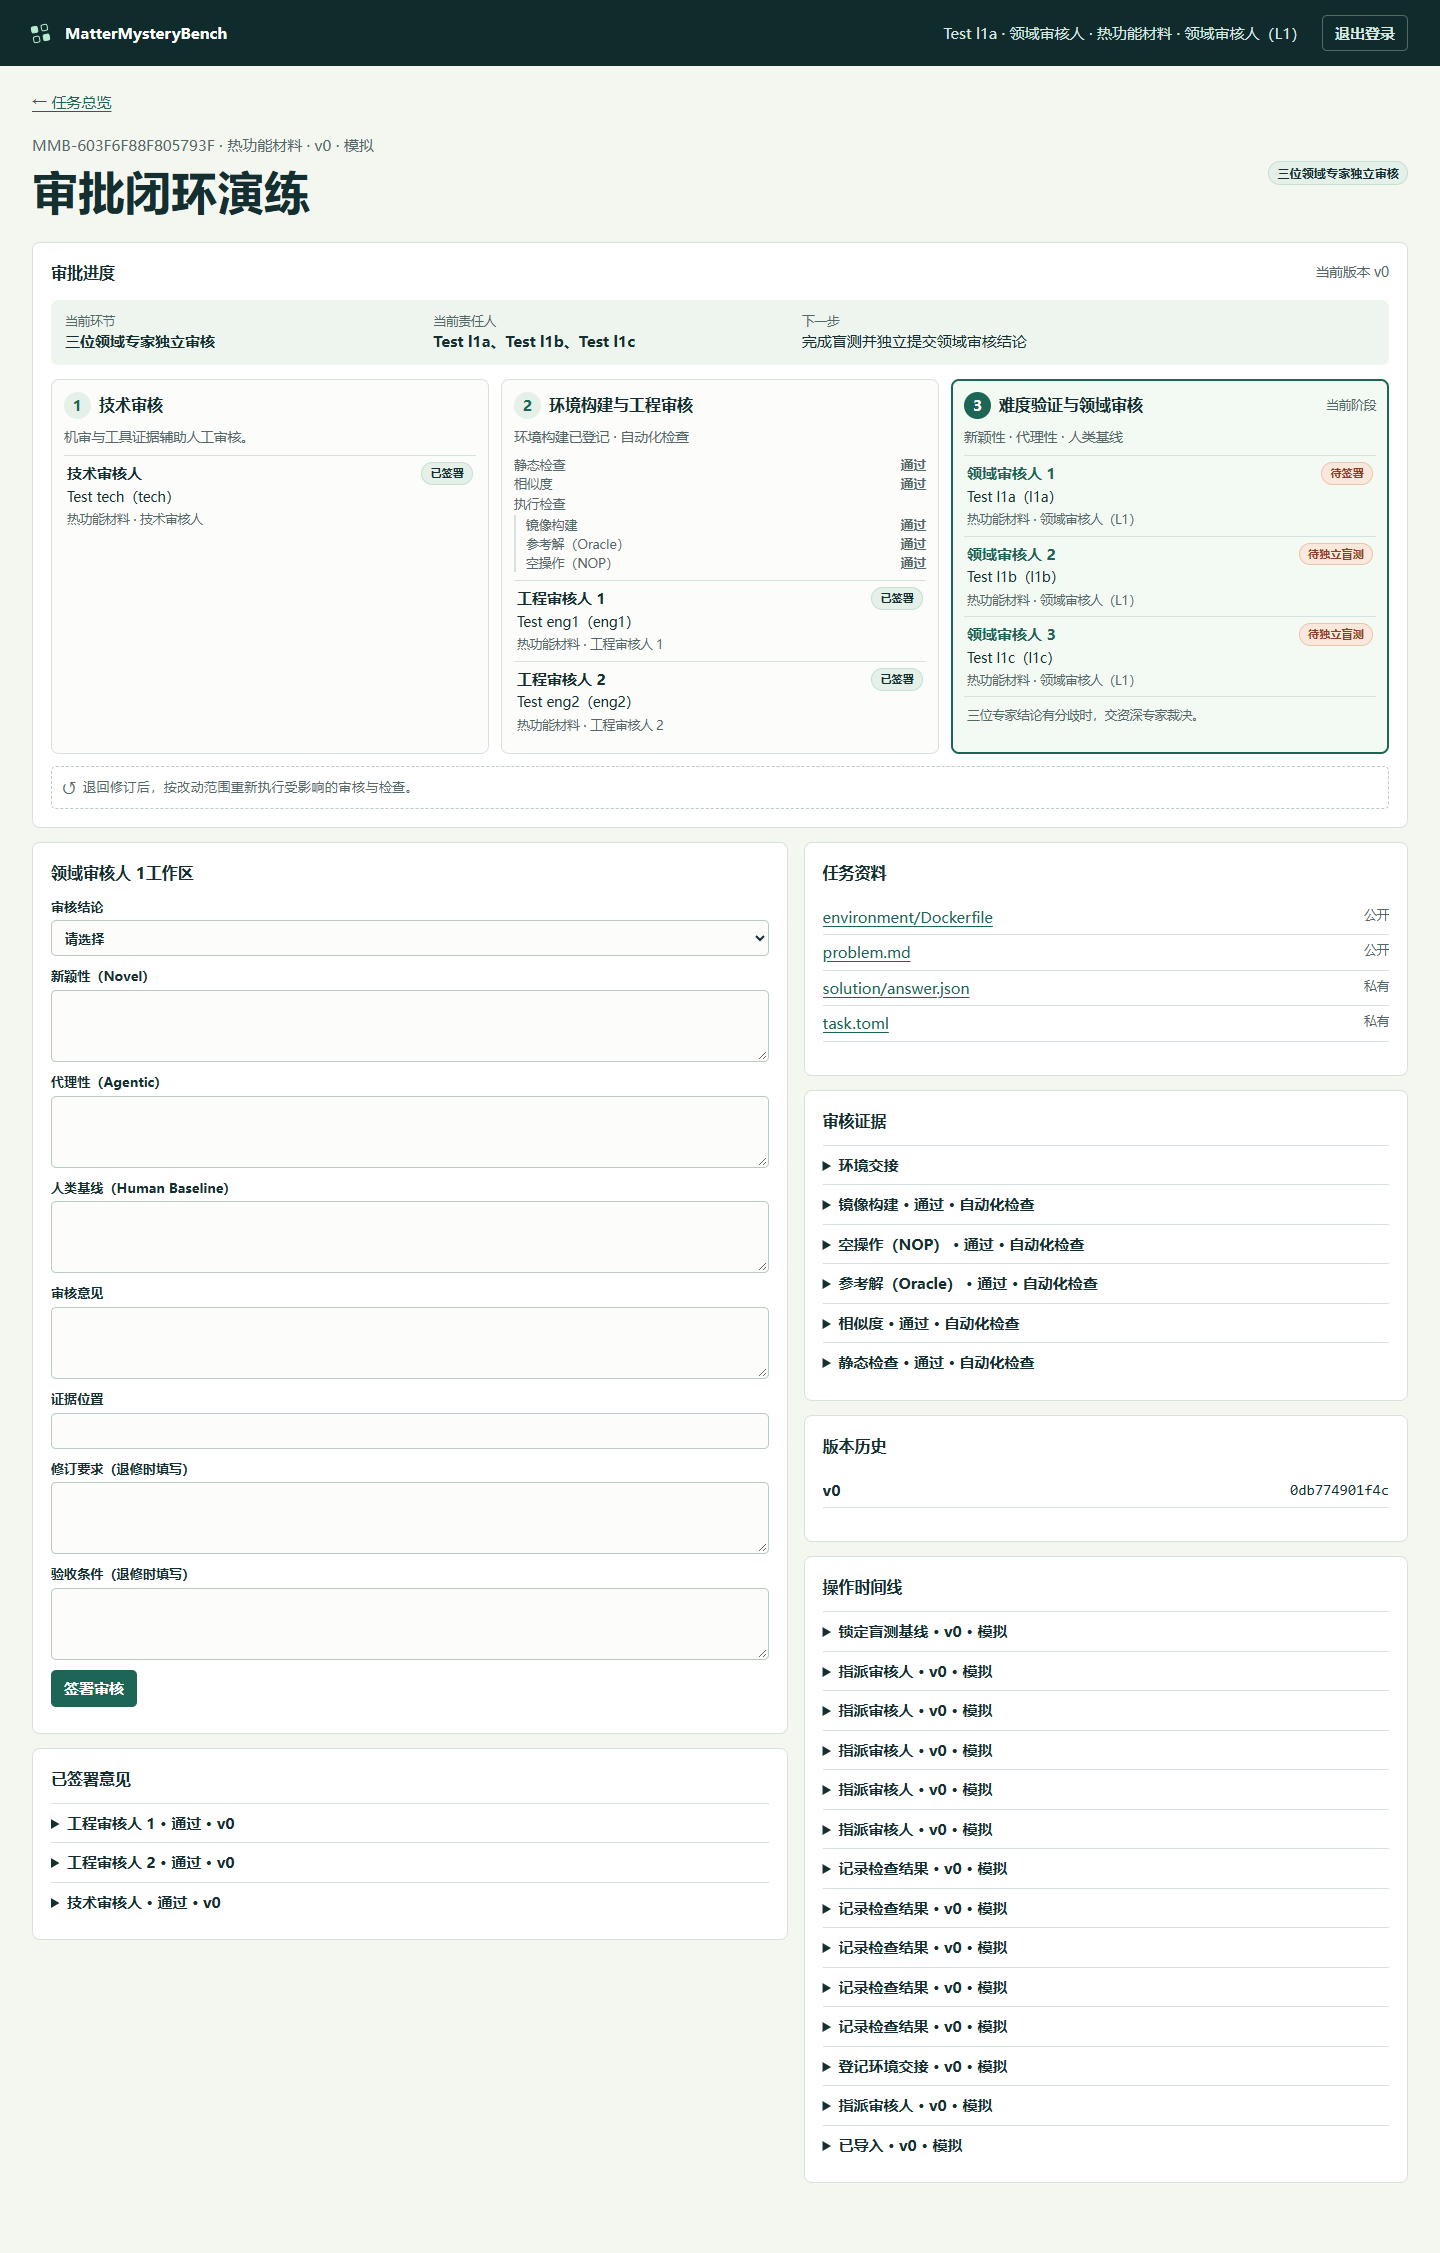 MatterMysteryBench
Test l1a · 领域审核人 · 热功能材料 · 领域审核人（L1）
退出登录
← 任务总览
MMB-603F6F88F805793F · 热功能材料 · v0 · 模拟
审批闭环演练
三位领域专家独立审核
审批进度
当前版本 v0
当前环节
三位领域专家独立审核
当前责任人
Test l1a、Test l1b、Test l1c
下一步
完成盲测并独立提交领域审核结论
1 技术审核
机审与工具证据辅助人工审核。
技术审核人
已签署
Test tech（tech）
热功能材料 · 技术审核人
2 环境构建与工程审核
环境构建已登记 · 自动化检查
静态检查 通过
相似度 通过
执行检查
镜像构建 通过
参考解（Oracle） 通过
空操作（NOP） 通过
工程审核人 1
已签署
Test eng1（eng1）
热功能材料 · 工程审核人 1
工程审核人 2
已签署
Test eng2（eng2）
热功能材料 · 工程审核人 2
3 难度验证与领域审核
当前阶段
新颖性 · 代理性 · 人类基线
领域审核人 1
待签署
Test l1a（l1a）
热功能材料 · 领域审核人（L1）
领域审核人 2
待独立盲测
Test l1b（l1b）
热功能材料 · 领域审核人（L1）
领域审核人 3
待独立盲测
Test l1c（l1c）
热功能材料 · 领域审核人（L1）
三位专家结论有分歧时，交资深专家裁决。
↺ 退回修订后，按改动范围重新执行受影响的审核与检查。
领域审核人 1工作区
审核结论
请选择
新颖性（Novel）
代理性（Agentic）
人类基线（Human Baseline）
审核意见
证据位置
修订要求（退修时填写）
验收条件（退修时填写）
签署审核
已签署意见
▶ 工程审核人 1 • 通过 • v0
▶ 工程审核人 2 • 通过 • v0
▶ 技术审核人 • 通过 • v0
任务资料
environment/Dockerfile 公开
problem.md 公开
solution/answer.json 私有
task.toml 私有
审核证据
▶ 环境交接
▶ 镜像构建 • 通过 • 自动化检查
▶ 空操作（NOP） • 通过 • 自动化检查
▶ 参考解（Oracle） • 通过 • 自动化检查
▶ 相似度 • 通过 • 自动化检查
▶ 静态检查 • 通过 • 自动化检查
版本历史
v0 0db774901f4c
操作时间线
▶ 锁定盲测基线 • v0 • 模拟
▶ 指派审核人 • v0 • 模拟
▶ 指派审核人 • v0 • 模拟
▶ 指派审核人 • v0 • 模拟
▶ 指派审核人 • v0 • 模拟
▶ 指派审核人 • v0 • 模拟
▶ 记录检查结果 • v0 • 模拟
▶ 记录检查结果 • v0 • 模拟
▶ 记录检查结果 • v0 • 模拟
▶ 记录检查结果 • v0 • 模拟
▶ 记录检查结果 • v0 • 模拟
▶ 登记环境交接 • v0 • 模拟
▶ 指派审核人 • v0 • 模拟
▶ 已导入 • v0 • 模拟